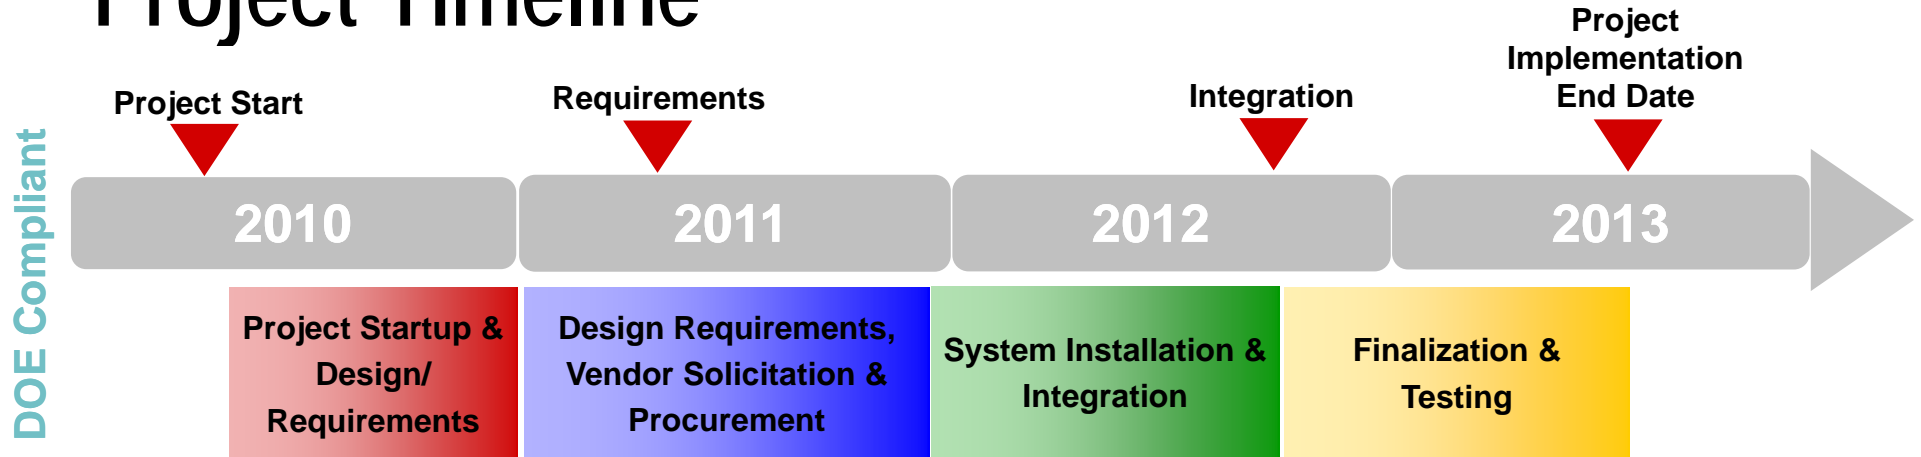 Project Timeline
Project Start
Requirements
Integration
Project
Implementation
End Date
DOE Compliant
2010
2011
2012
2013
Project Startup &
Design/
Requirements
Design Requirements,
Vendor Solicitation &
Procurement
System Installation &
Integration
Finalization &
Testing